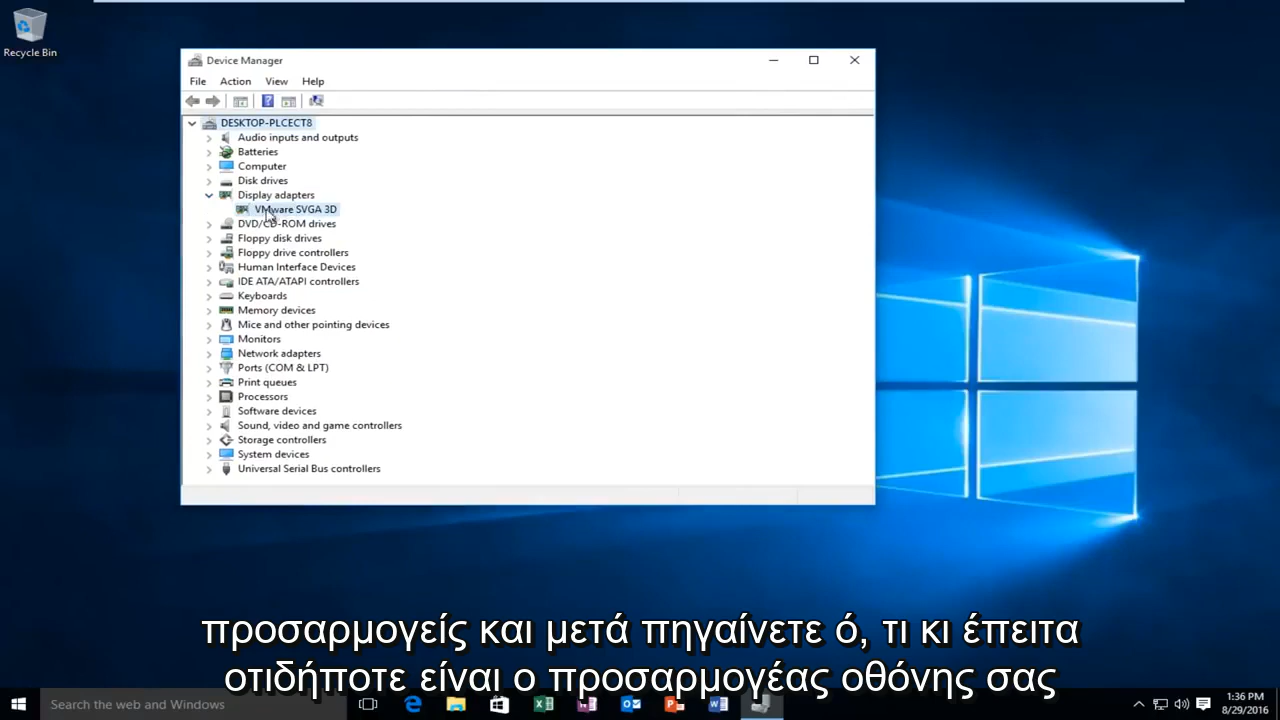 Recycle Bin
Device Manager
File Action View Help
DESKTOP-PLCECT8
Audio inputs and outputs
Batteries
Computer
Disk drives
Display adapters
VMware SVGA 3D
DVD/CD-ROM drives
Floppy disk drives
Floppy drive controllers
Human Interface Devices
IDE ATA/ATAPI controllers
Keyboards
Memory devices
Mice and other pointing devices
Monitors
Network adapters
Ports (COM & LPT)
Print queues
Processors
Software devices
Sound, video and game controllers
Storage controllers
System devices
Universal Serial Bus controllers
προσαρμογείς και μετά πηγαίνετε ό, τι κι έπειτα
οτιδήποτε είναι ο προσαρμογέας οθόνης σας
Search the web and Windows
1:36 PM
8/29/2016